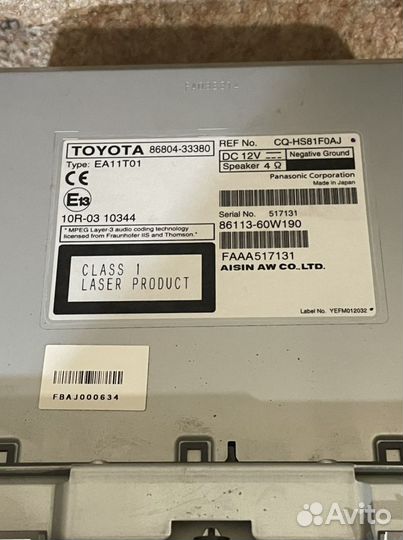 TOYOTA 86804-33380
REF No. CQ-HS81F0AJ
Type: EA11T01
DC 12V Negative Ground
Speaker 4 Ω
Panasonic Corporation
Made in Japan
CE
E13
10R-03 10344
Serial No. 517131
86113-60W190
* MPEG Layer-3 audio coding technology
licensed from Fraunhofer IIS and Thomson.
FAAA517131
AISIN AW CO.,LTD.
CLASS 1
LASER PRODUCT
Label No. YEFM012032
FBAJ000634
Avito